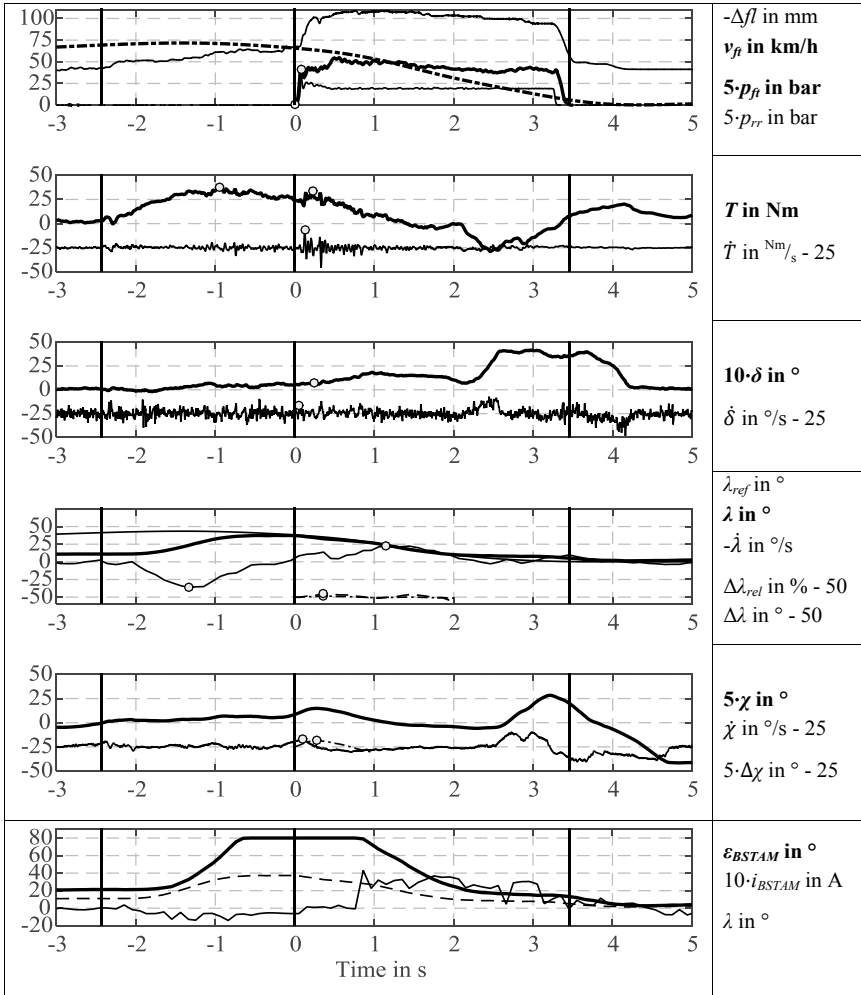 100
75
50
25
0
-3 -2 -1 0 1 2 3 4 5
-Δfl in mm
v_ft in km/h
5·p_ft in bar
5·p_rr in bar
50
25
0
-25
-50
-3 -2 -1 0 1 2 3 4 5
T in Nm
Ṫ in Nm/s - 25
50
25
0
-25
-50
-3 -2 -1 0 1 2 3 4 5
10·δ in °
δ̇ in °/s - 25
50
25
0
-25
-50
-3 -2 -1 0 1 2 3 4 5
λ_ref in °
λ in °
-λ̇ in °/s
Δλ_rel in % - 50
Δλ in ° - 50
50
25
0
-25
-50
-3 -2 -1 0 1 2 3 4 5
5·χ in °
χ̇ in °/s - 25
5·Δχ in ° - 25
80
60
40
20
0
-20
-3 -2 -1 0 1 2 3 4 5
Time in s
ε_BSTAM in °
10·i_BSTAM in A
λ in °